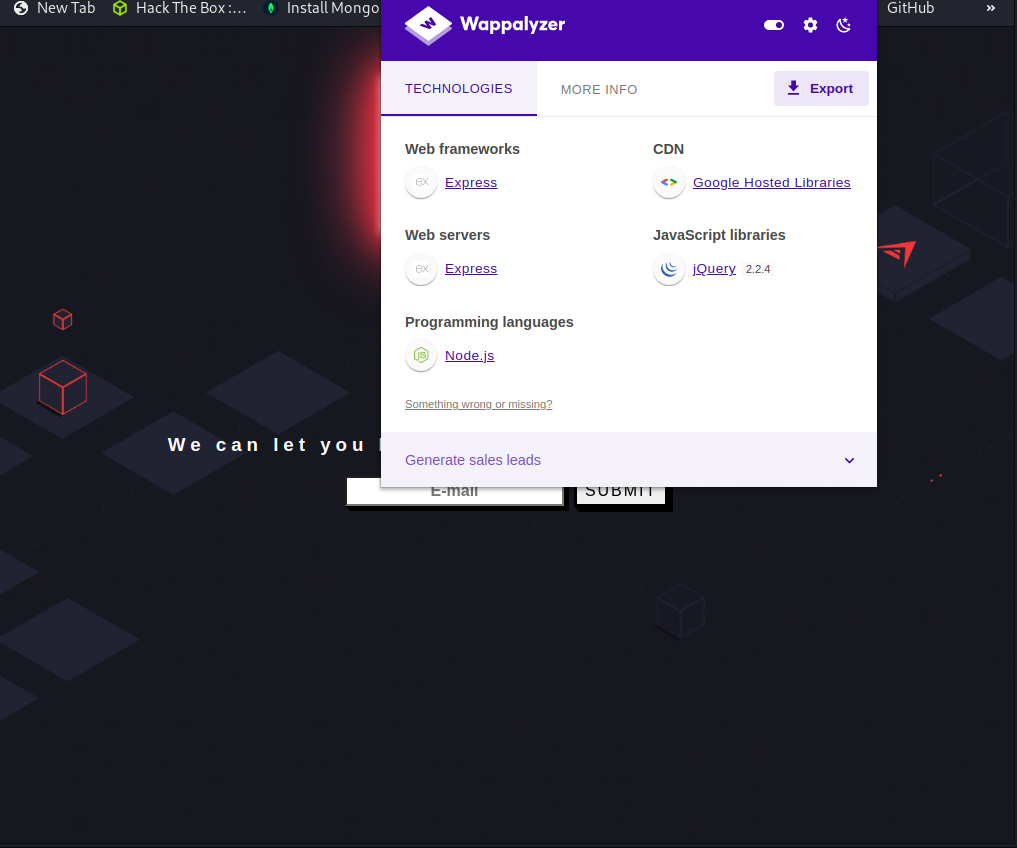 New Tab Hack The Box :... Install Mongo GitHub »
Wappalyzer
TECHNOLOGIES MORE INFO Export
Web frameworks CDN
ex Express Google Hosted Libraries
Web servers JavaScript libraries
ex Express jQuery 2.2.4
Programming languages
Node.js
Something wrong or missing?
We can let you
Generate sales leads
E-mail SUBMIT